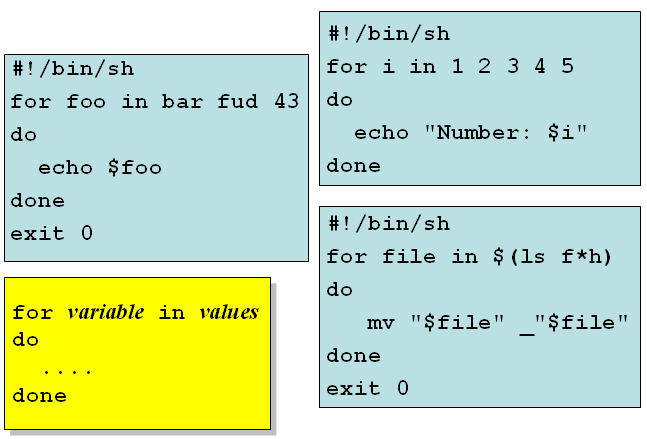 #!/bin/sh
for foo in bar fud 43
do
  echo $foo
done
exit 0
for variable in values
do
  ....
done
#!/bin/sh
for i in 1 2 3 4 5
do
  echo "Number: $i"
done
#!/bin/sh
for file in $(ls f*h)
do
   mv "$file" _"$file"
done
exit 0